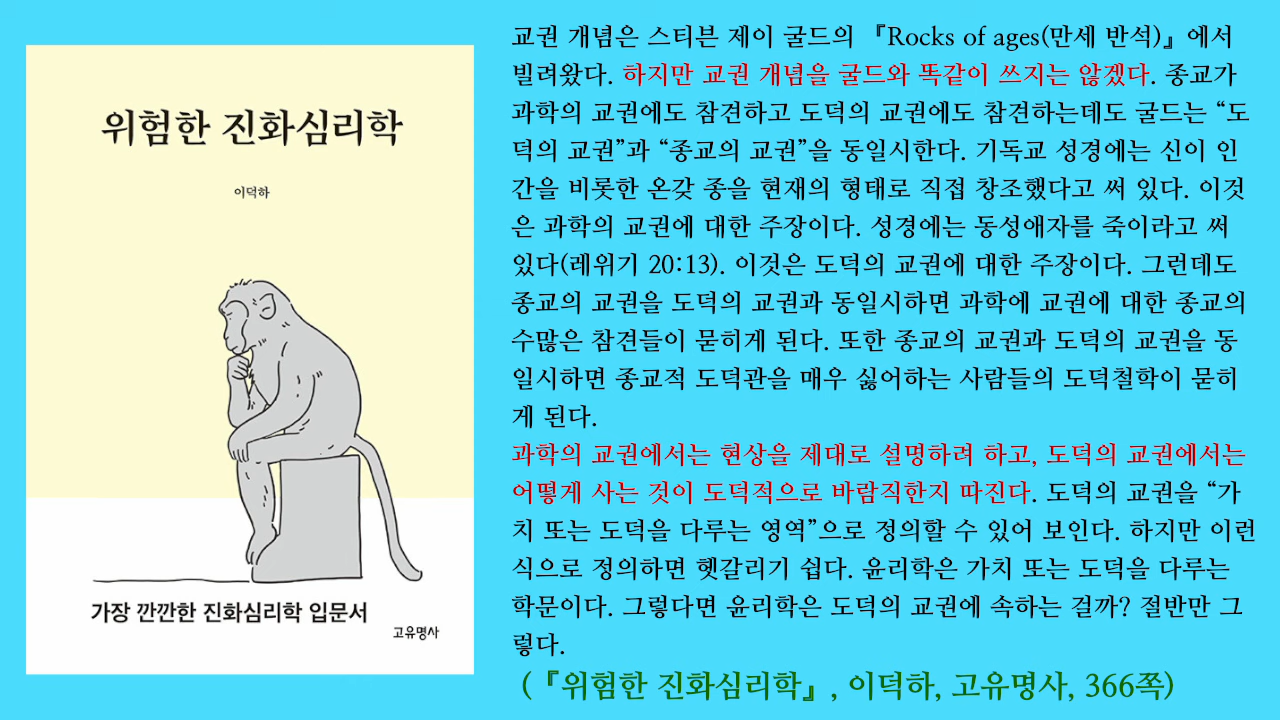 위험한 진화심리학
이덕하
가장 깐깐한 진화심리학 입문서
고유명사
교권 개념은 스티븐 제이 굴드의 『Rocks of ages(만세 반석)』에서
빌려왔다. 하지만 교권 개념을 굴드와 똑같이 쓰지는 않겠다. 종교가
과학의 교권에도 참견하고 도덕의 교권에도 참견하는데도 굴드는 “도
덕의 교권”과 “종교의 교권”을 동일시한다. 기독교 성경에는 신이 인
간을 비롯한 온갖 종을 현재의 형태로 직접 창조했다고 써 있다. 이것
은 과학의 교권에 대한 주장이다. 성경에는 동성애자를 죽이라고 써
있다(레위기 20:13). 이것은 도덕의 교권에 대한 주장이다. 그런데도
종교의 교권을 도덕의 교권과 동일시하면 과학에 교권에 대한 종교의
수많은 참견들이 묻히게 된다. 또한 종교의 교권과 도덕의 교권을 동
일시하면 종교적 도덕관을 매우 싫어하는 사람들의 도덕철학이 묻히
게 된다.
과학의 교권에서는 현상을 제대로 설명하려 하고, 도덕의 교권에서는
어떻게 사는 것이 도덕적으로 바람직한지 따진다. 도덕의 교권을 “가
치 또는 도덕을 다루는 영역”으로 정의할 수 있어 보인다. 하지만 이런
식으로 정의하면 헷갈리기 쉽다. 윤리학은 가치 또는 도덕을 다루는
학문이다. 그렇다면 윤리학은 도덕의 교권에 속하는 걸까? 절반만 그
렇다.
(『위험한 진화심리학』, 이덕하, 고유명사, 366쪽)